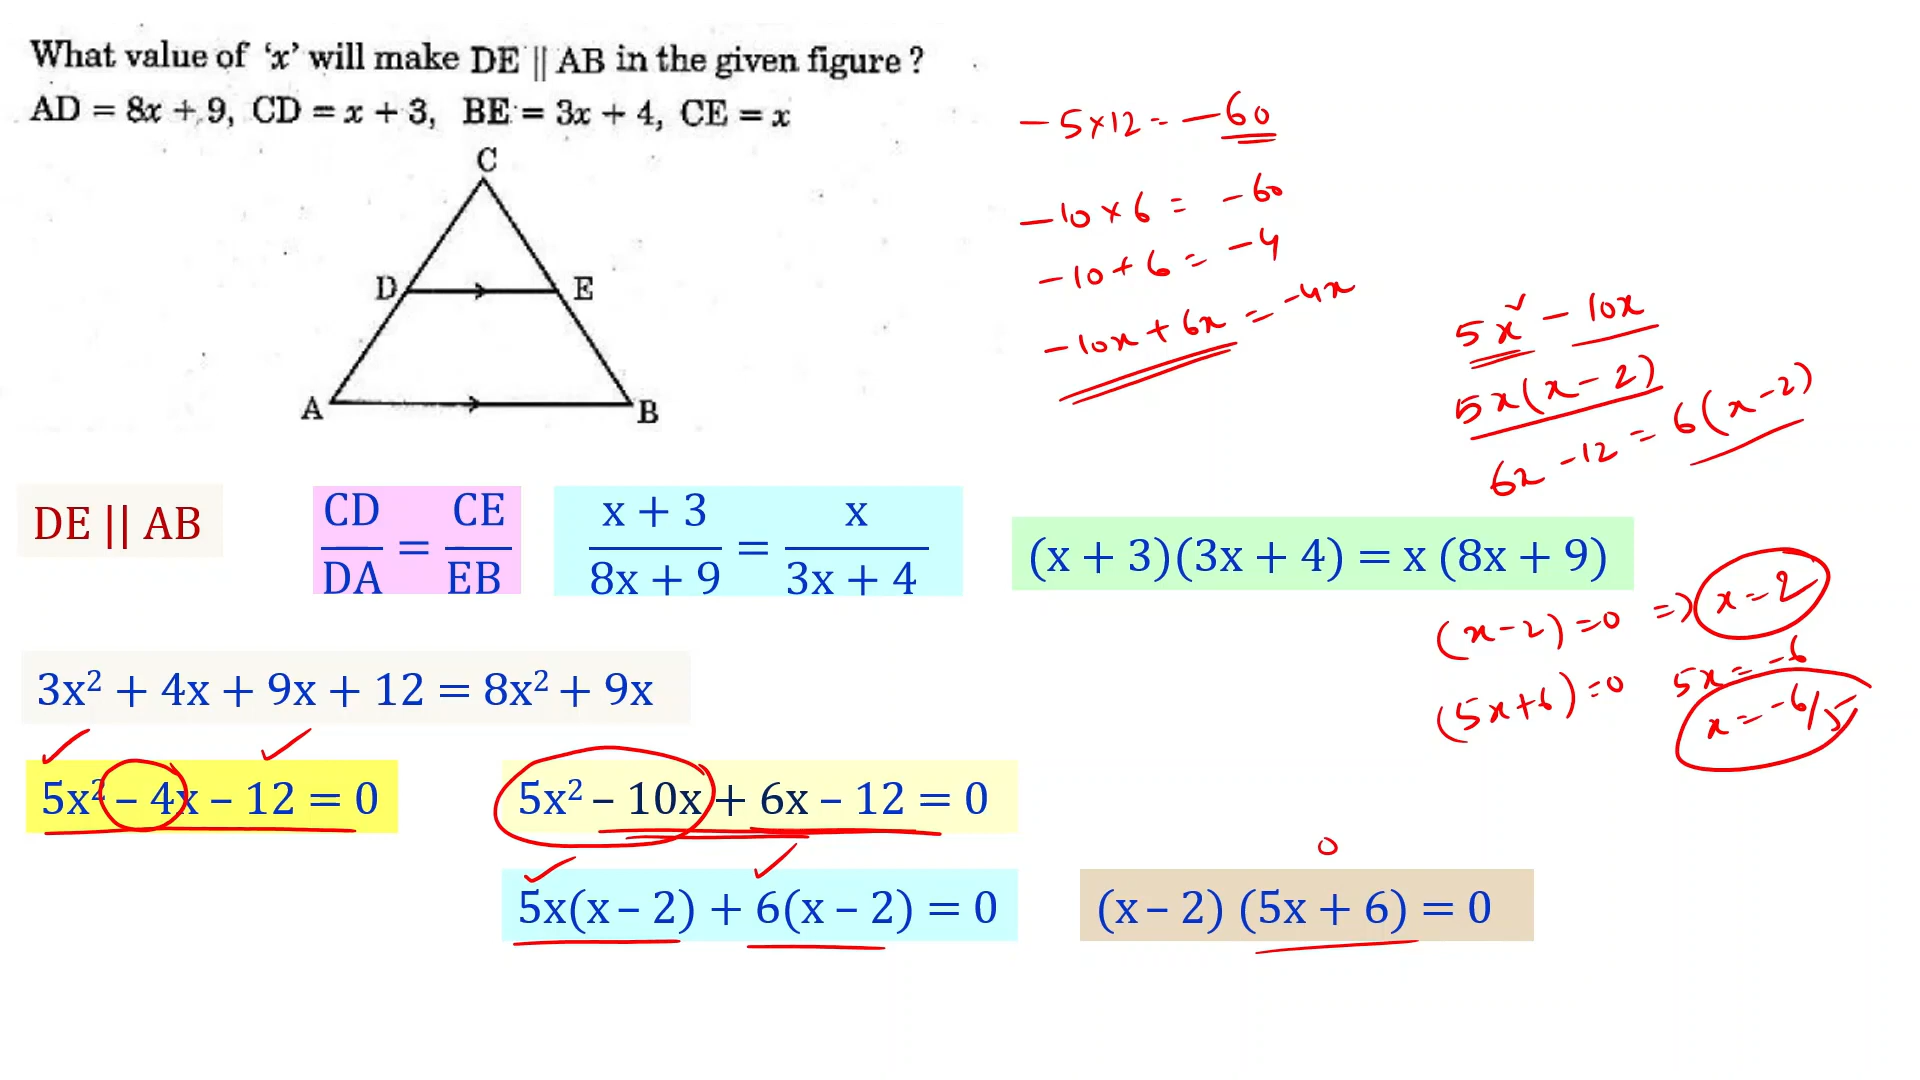 What value of ‘x’ will make DE || AB in the given figure ?
AD = 8x + 9, CD = x + 3, BE = 3x + 4, CE = x
C
D
E
A
B
– 5 × 12 = – 60
– 10 × 6 = – 60
– 10 + 6 = – 4
– 10x + 6x = – 4x
5x² – 10x
5x(x – 2)
6x – 12 = 6(x – 2)
DE || AB
CD/DA = CE/EB
(x + 3)/(8x + 9) = x/(3x + 4)
(x + 3)(3x + 4) = x (8x + 9)
(x – 2) = 0 ⇒ x = 2
(5x + 6) = 0
5x = – 6
x = – 6/5
3x² + 4x + 9x + 12 = 8x² + 9x
5x² – 4x – 12 = 0
5x² – 10x + 6x – 12 = 0
0
5x(x – 2) + 6(x – 2) = 0
(x – 2) (5x + 6) = 0